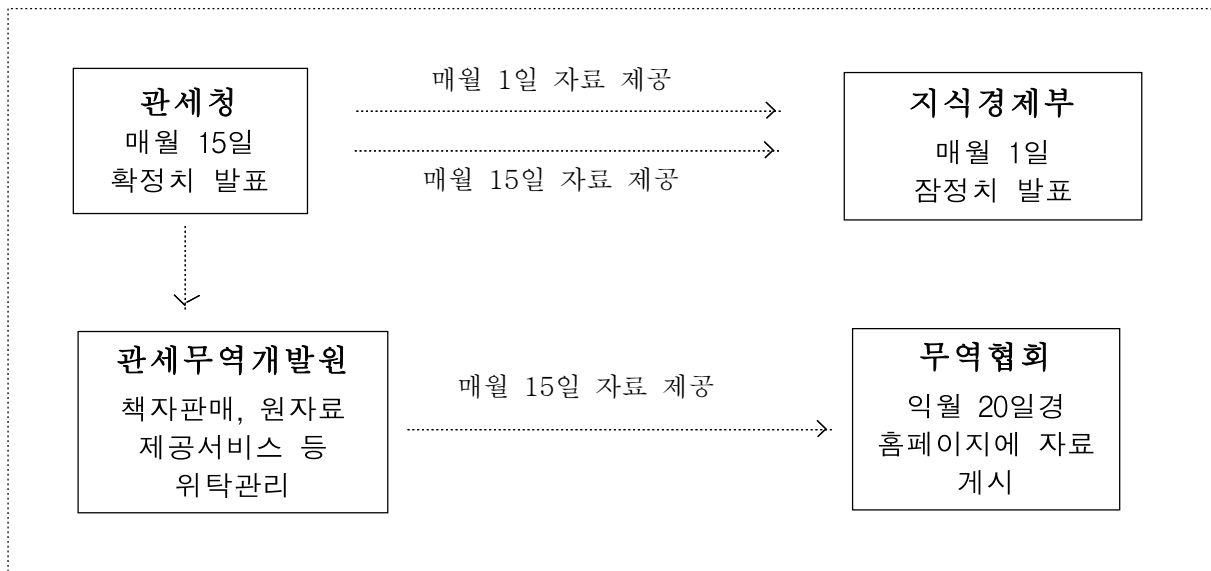 관세청
매월 15일
확정치 발표
매월 1일 자료 제공
매월 15일 자료 제공
지식경제부
매월 1일
잠정치 발표
관세무역개발원
책자판매, 원자료
제공서비스 등
위탁관리
매월 15일 자료 제공
무역협회
익월 20일경
홈페이지에 자료
게시